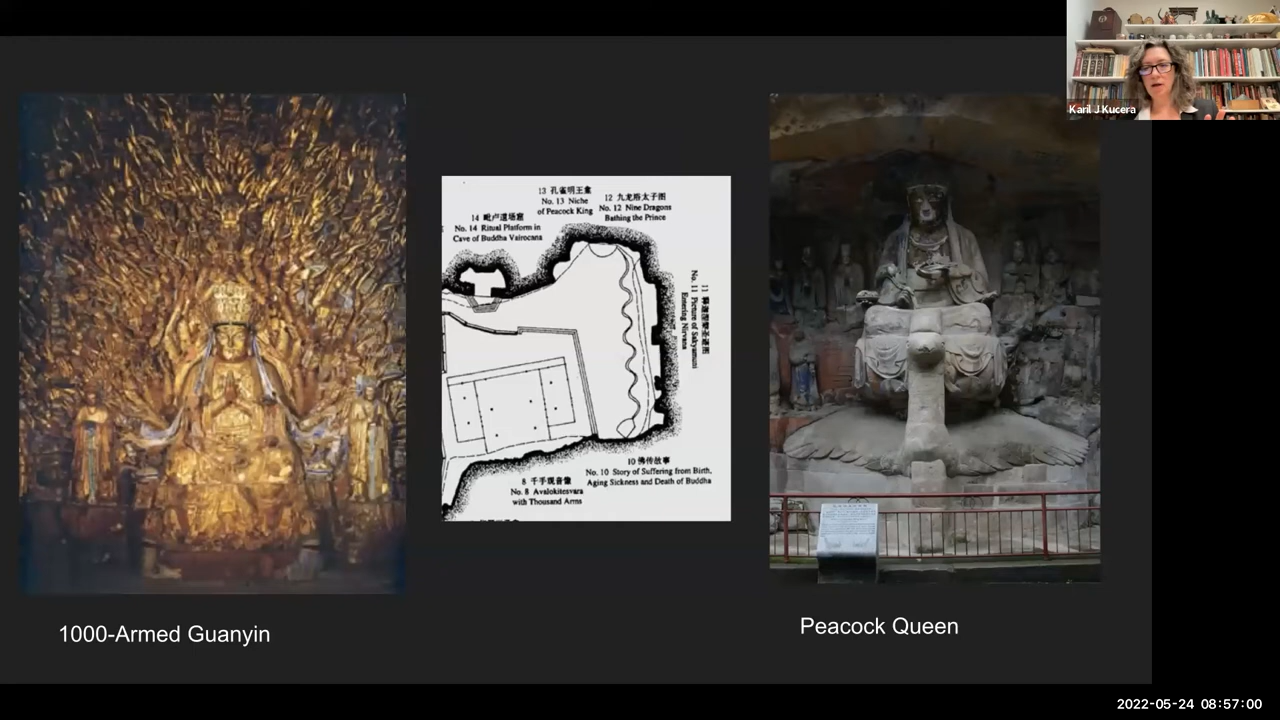 Karil J Kucera
13 孔雀明王龛
No. 13 Niche
of Peacock King
12 九龙浴太子图
No. 12 Nine Dragons
Bathing the Prince
14 毗卢道场窟
No. 14 Ritual Platform in
Cave of Buddha Vairocana
11 释迦涅槃圣迹图
No. 11 Picture of Sakyamuni
Entering Nirvana
10 佛传故事
No. 10 Story of Suffering from Birth,
Aging Sickness and Death of Buddha
8 千手观音像
No. 8 Avalokitesvara
with Thousand Arms
1000-Armed Guanyin
Peacock Queen
2022-05-24 08:57:00